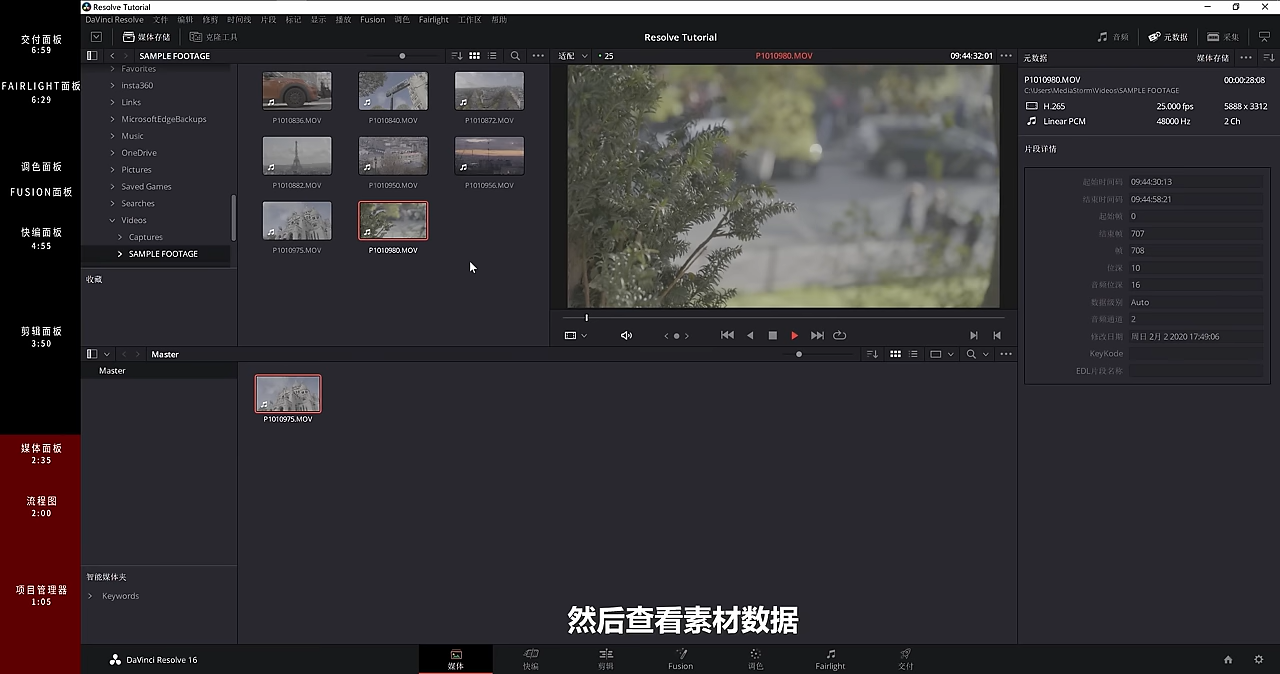 Resolve Tutorial
DaVinci Resolve 文件 编辑 修剪 时间线 片段 标记 显示 播放 Fusion 调色 Fairlight 工作区 帮助
媒体存储 克隆工具
Resolve Tutorial
音频 元数据 采集
SAMPLE FOOTAGE
适配 25
P1010980.MOV
09:44:32:01
元数据
媒体存储
交付面板
6:59
FAIRLIGHT面板
6:29
调色面板
FUSION面板
快编面板
4:55
剪辑面板
3:50
媒体面板
2:35
流程图
2:00
项目管理器
1:05
Favorites
insta360
Links
MicrosoftEdgeBackups
Music
OneDrive
Pictures
Saved Games
Searches
Videos
Captures
SAMPLE FOOTAGE
收藏
P1010836.MOV P1010840.MOV P1010872.MOV
P1010882.MOV P1010950.MOV P1010956.MOV
P1010975.MOV P1010980.MOV
P1010980.MOV 00:00:28:08
C:\Users\MediaStorm\Videos\SAMPLE FOOTAGE
H.265 25.000 fps 5888 x 3312
Linear PCM 48000 Hz 2 Ch
片段详情
起始时间码 09:44:30:13
结束时间码 09:44:58:21
起始帧 0
结束帧 707
帧 708
位深 10
音频位深 16
数据级别 Auto
音频通道 2
修改日期 周日 2月 2 2020 17:49:06
KeyKode
EDL片段名称
Master
Master
P1010975.MOV
智能媒体夹
Keywords
然后查看素材数据
DaVinci Resolve 16
媒体 快编 剪辑 Fusion 调色 Fairlight 交付